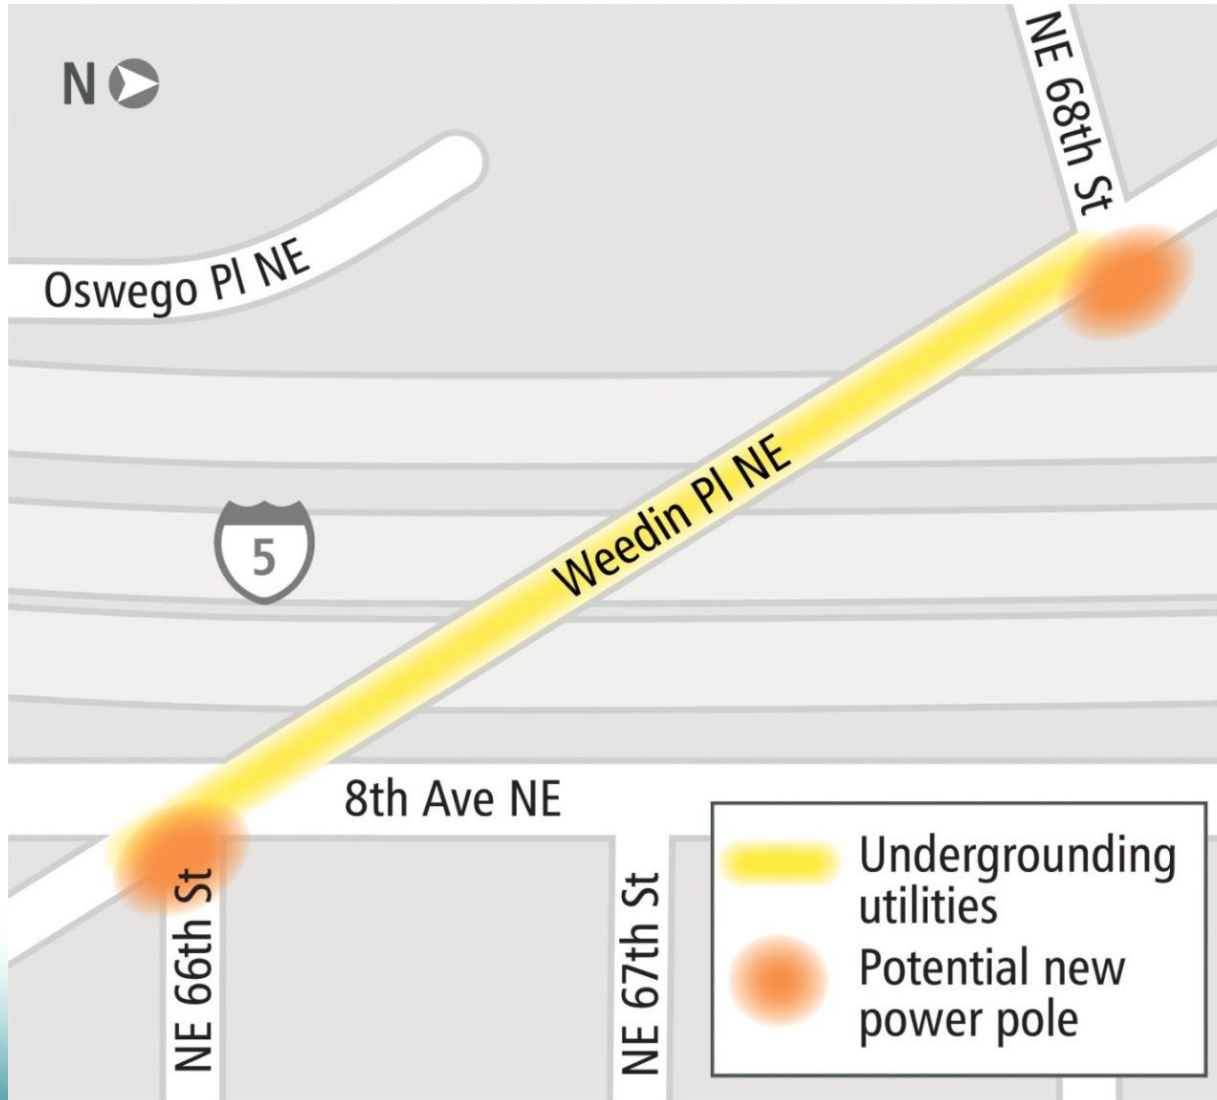 N
NE 68th St
Oswego Pl NE
Weedin Pl NE
5
8th Ave NE
NE 66th St
NE 67th St
Undergrounding
utilities
Potential new
power pole